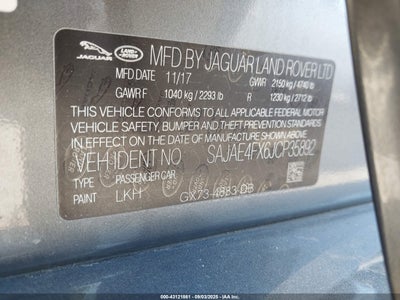 JAGUAR LAND ROVER MFD BY JAGUAR LAND ROVER LTD
MFD DATE 11/17 GVWR 2150 kg / 4740 lb
GAWR F 1040 kg / 2293 lb R 1230 kg / 2712 lb
THIS VEHICLE CONFORMS TO ALL APPLICABLE FEDERAL MOTOR
VEHICLE SAFETY, BUMPER AND THEFT PREVENTION STANDARDS
IN EFFECT ON THE DATE OF MANUFACTURE SHOWN ABOVE
VEH IDENT NO. SAJAE4FX6JCP35892
TYPE PASSENGER CAR
PAINT LKH GX73-4883-DB
000-43121861 - 09/03/2025 - IAAI